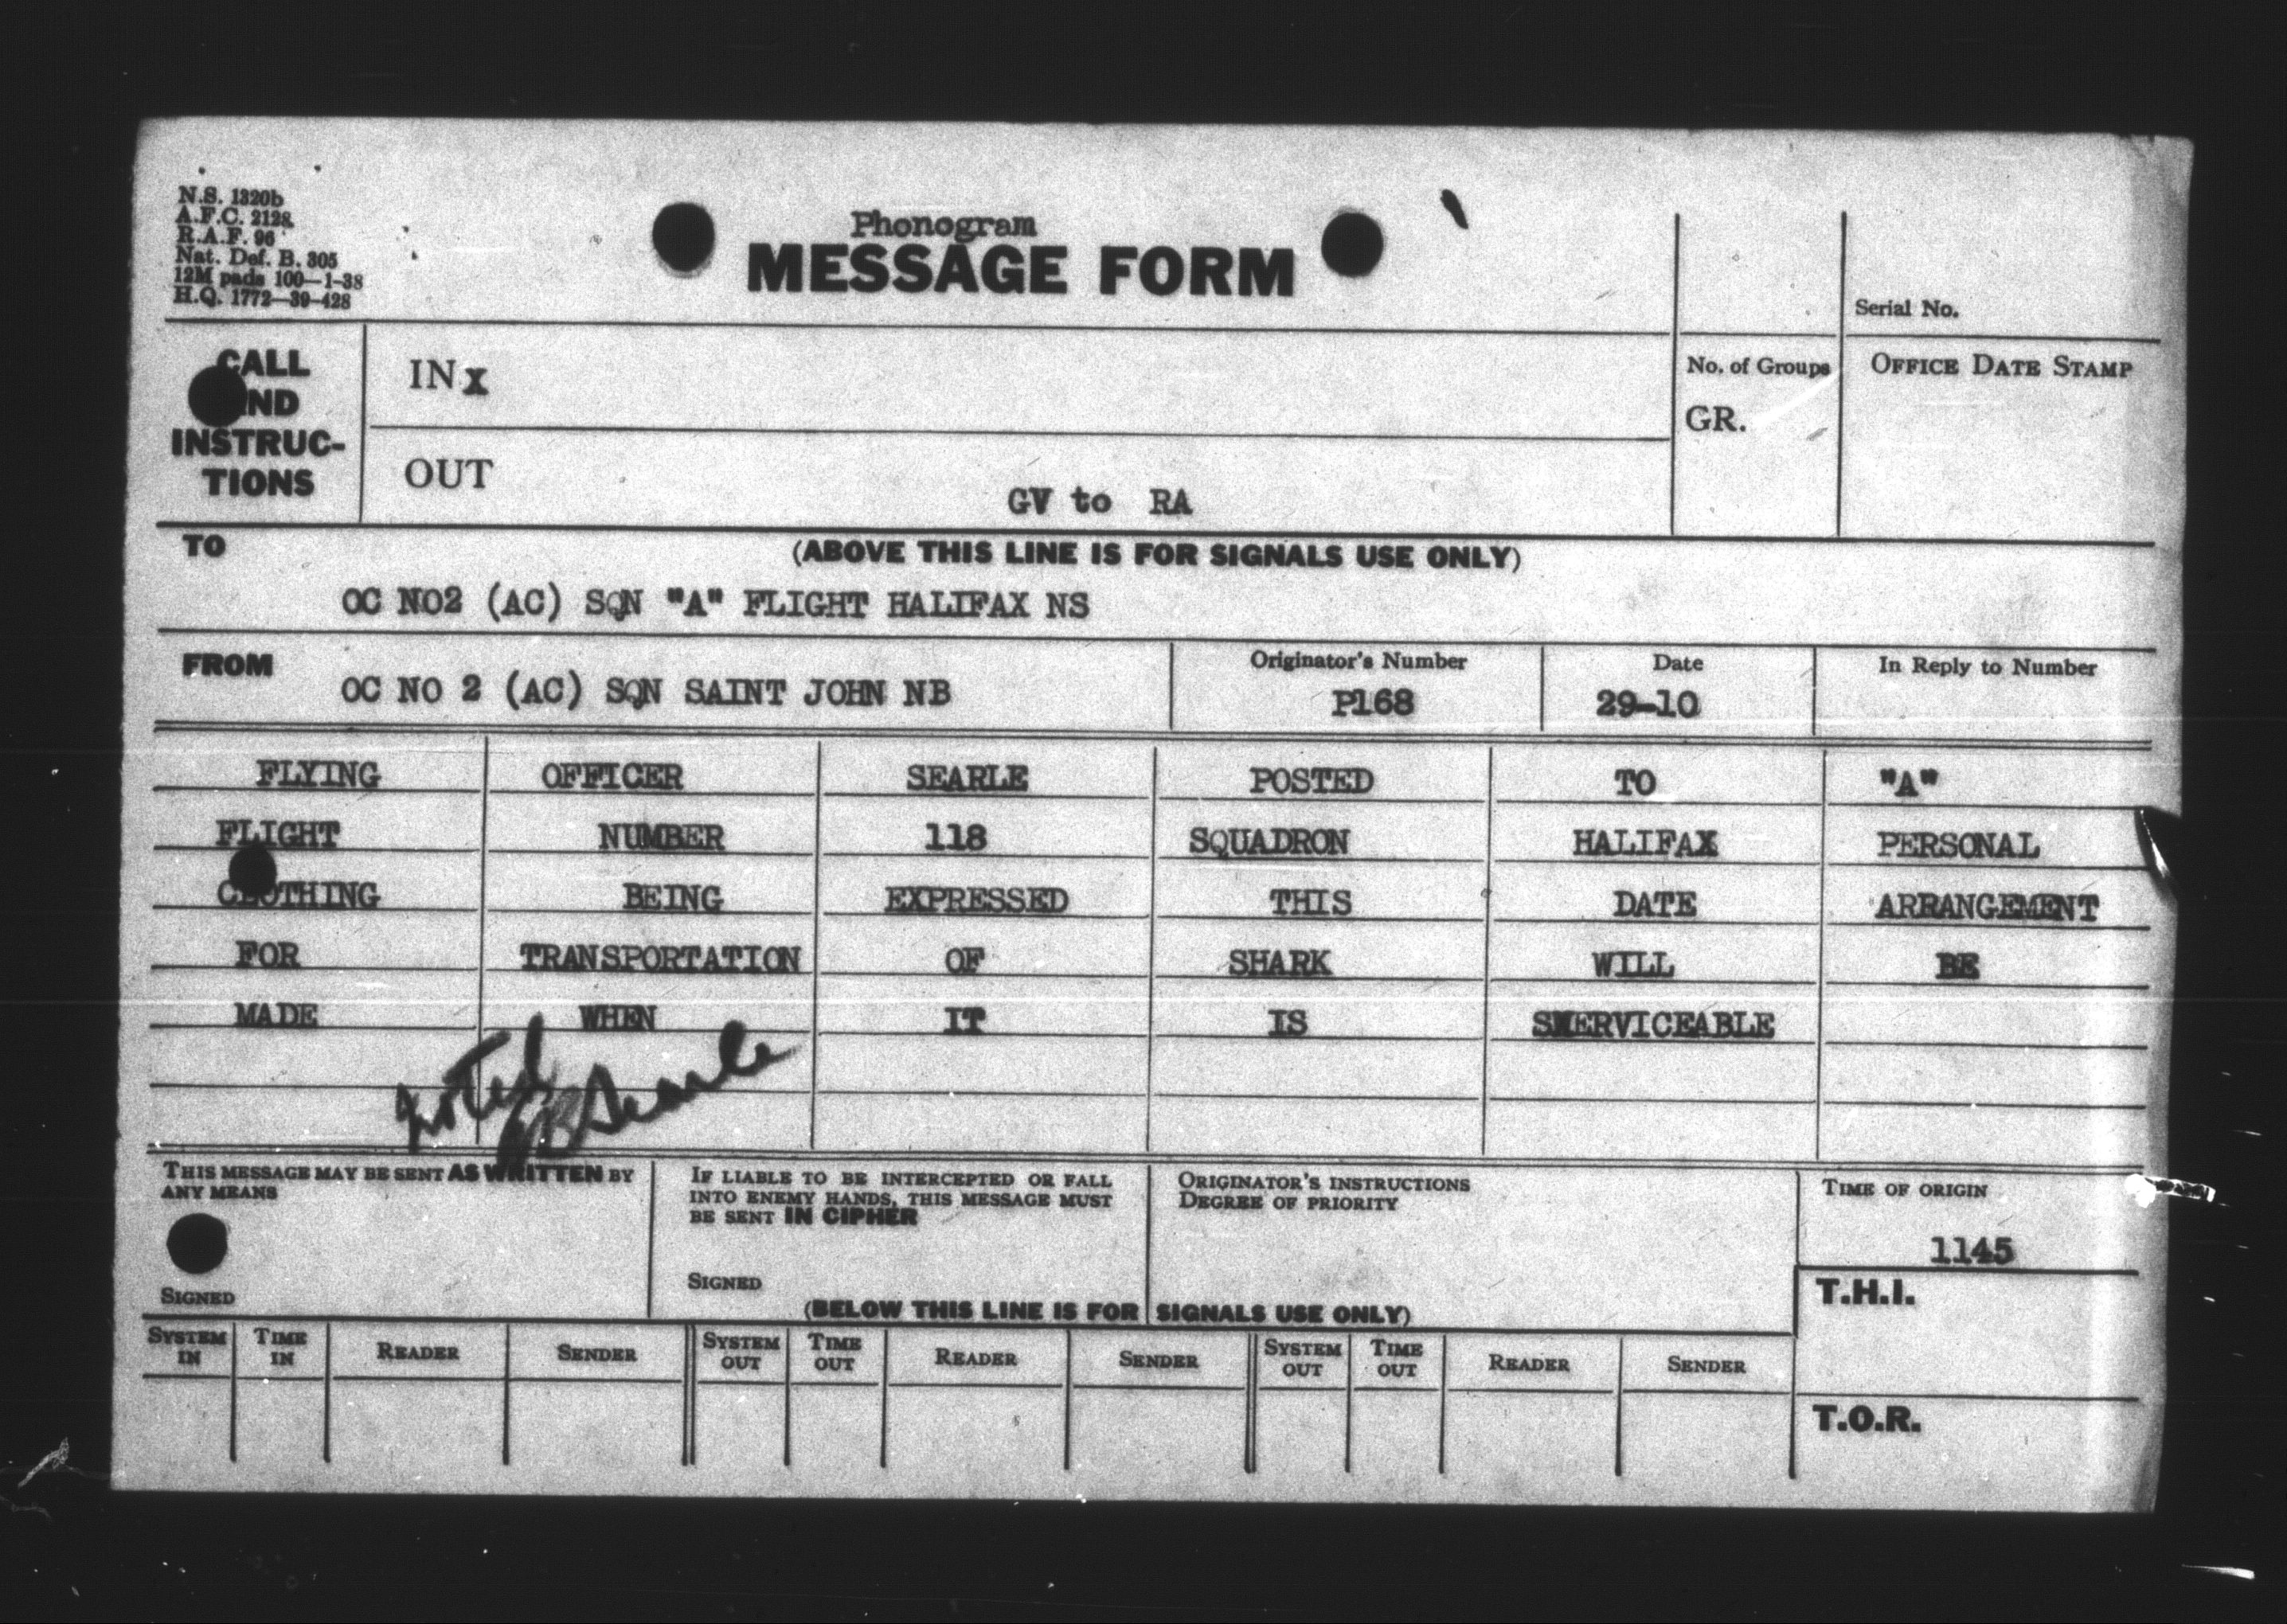 N.S. 1320b
A.F.C. 2128
R.A.F. 96
Nat. Def. B. 305
12M pads 100—1-38
H.Q. 1772—39-428
Phonogram
MESSAGE FORM
Serial No.
CALL AND INSTRUC-TIONS
IN x
No. of Groups
GR.
OFFICE DATE STAMP
OUT
GV to RA
TO
(ABOVE THIS LINE IS FOR SIGNALS USE ONLY)
OC NO2 (AC) SQN "A" FLIGHT HALIFAX NS
FROM
OC NO 2 (AC) SQN SAINT JOHN NB
Originator's Number
P168
Date
29-10
In Reply to Number
FLYING OFFICER SEARLE POSTED TO "A"
FLIGHT NUMBER 118 SQUADRON HALIFAX PERSONAL
CLOTHING BEING EXPRESSED THIS DATE ARRANGEMENT
FOR TRANSPORTATION OF SHARK WILL BE
MADE WHEN IT IS SERVICEABLE
noted
Searle
THIS MESSAGE MAY BE SENT AS WRITTEN BY
ANY MEANS
SIGNED
IF LIABLE TO BE INTERCEPTED OR FALL
INTO ENEMY HANDS, THIS MESSAGE MUST
BE SENT IN CIPHER
SIGNED
ORIGINATOR'S INSTRUCTIONS
DEGREE OF PRIORITY
TIME OF ORIGIN
1145
(BELOW THIS LINE IS FOR SIGNALS USE ONLY)
T.H.I.
SYSTEM IN TIME IN READER SENDER SYSTEM OUT TIME OUT READER SENDER SYSTEM OUT TIME OUT READER SENDER
T.O.R.